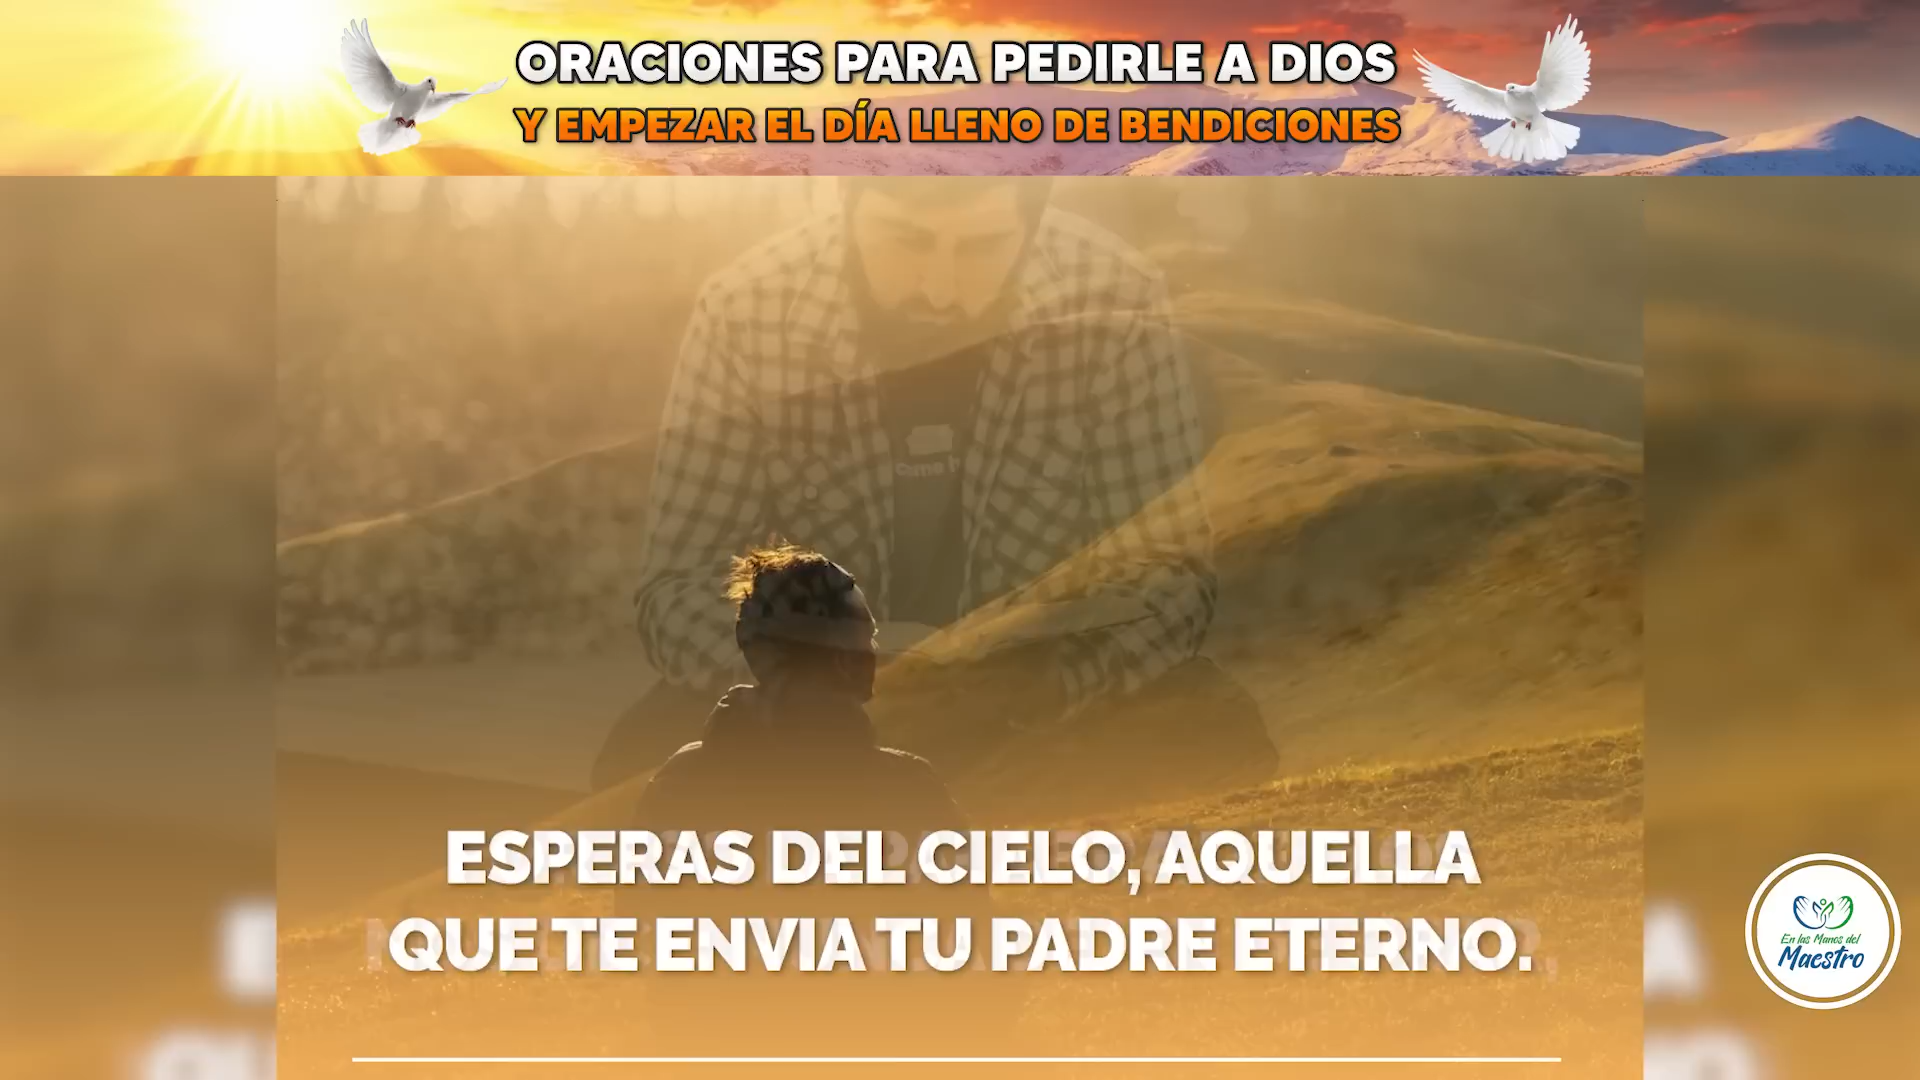 ORACIONES PARA PEDIRLE A DIOS
Y EMPEZAR EL DÍA LLENO DE BENDICIONES
ESPERAS DEL CIELO, AQUELLA
QUE TE ENVIA TU PADRE ETERNO.
En las Manos del
Maestro